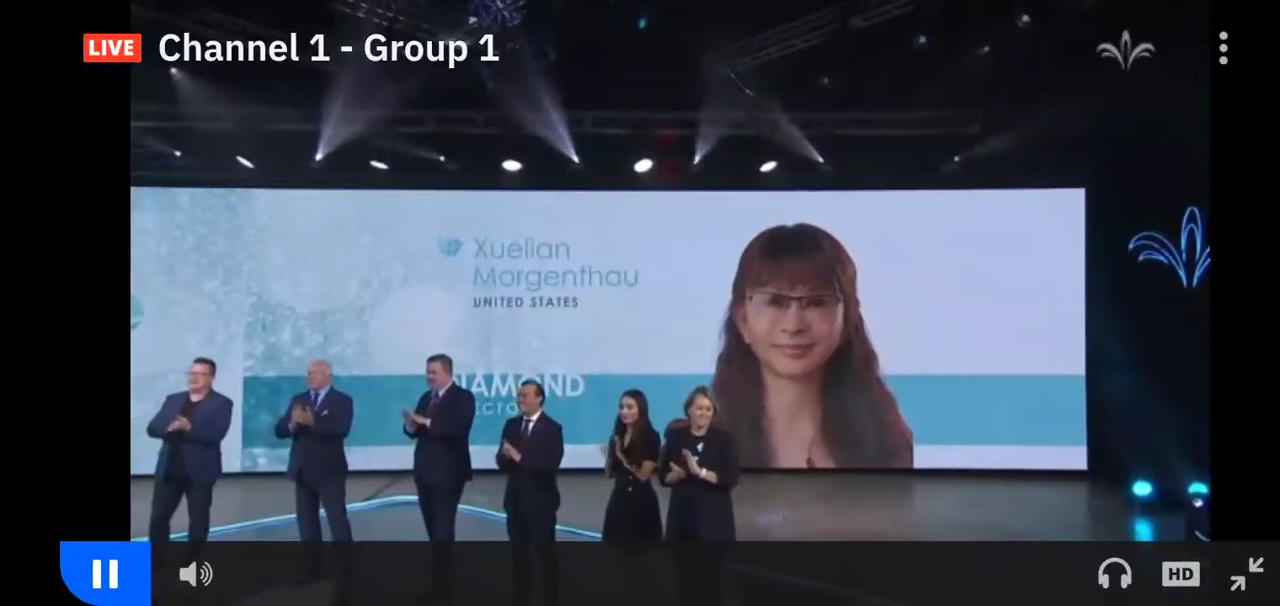 LIVE Channel 1 - Group 1
Xuelian
Morgenthau
UNITED STATES
HD